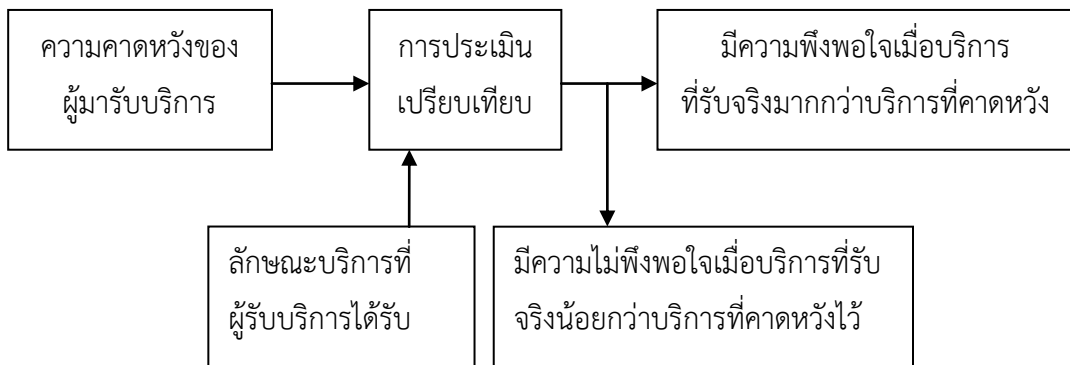 ความคาดหวังของ
ผู้มารับบริการ
การประเมิน
เปรียบเทียบ
มีความพึงพอใจเมื่อบริการ
ที่รับจริงมากกว่าบริการที่คาดหวัง
ลักษณะบริการที่
ผู้รับบริการได้รับ
มีความไม่พึงพอใจเมื่อบริการที่รับ
จริงน้อยกว่าบริการที่คาดหวังไว้